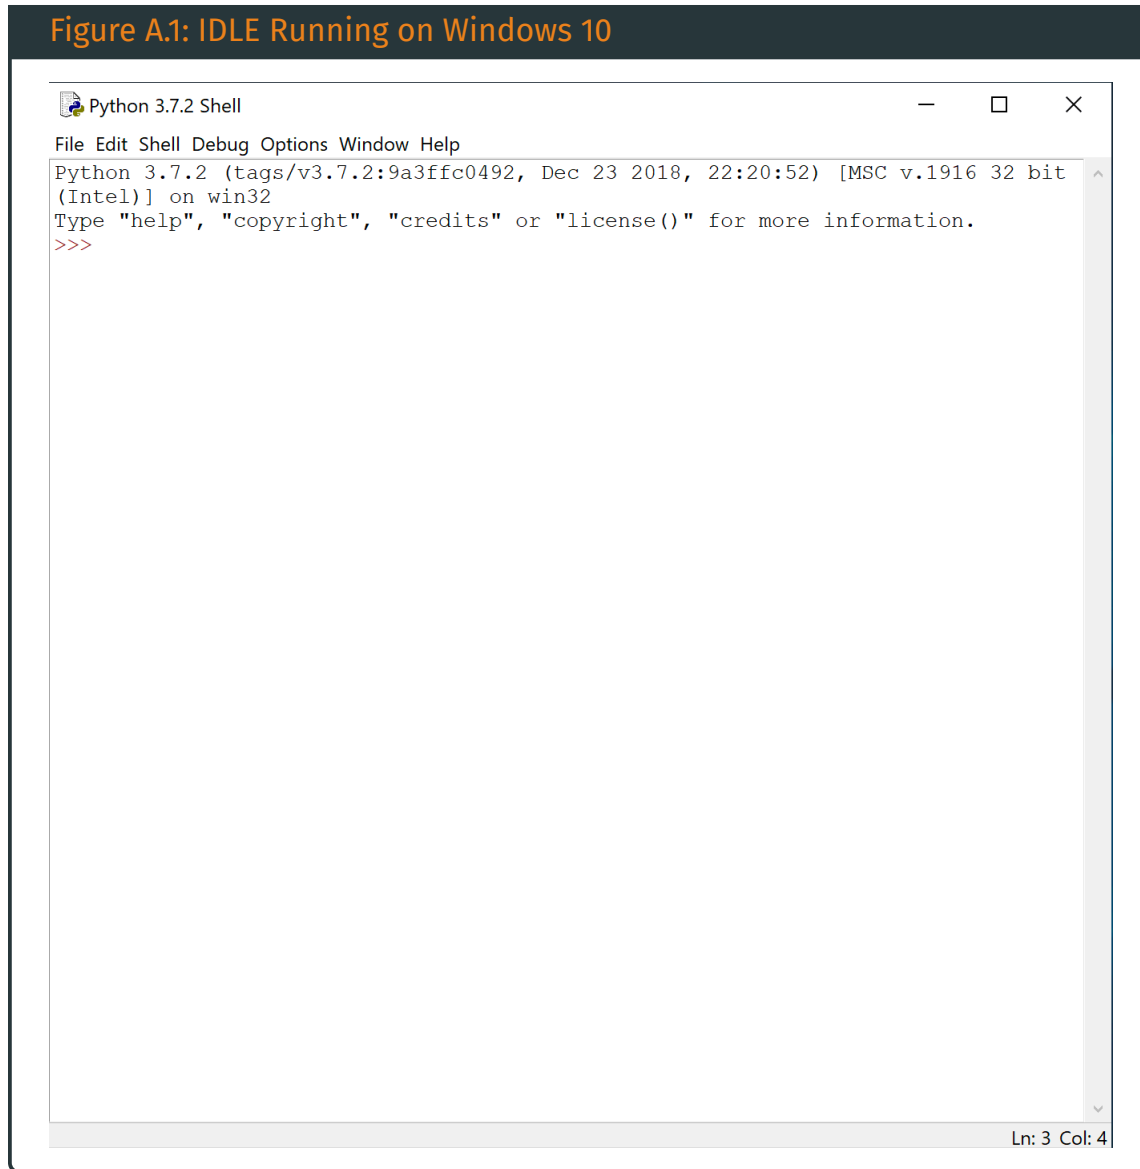 Figure A.1: IDLE Running on Windows 10
Python 3.7.2 Shell
File Edit Shell Debug Options Window Help
Python 3.7.2 (tags/v3.7.2:9a3ffc0492, Dec 23 2018, 22:20:52) [MSC v.1916 32 bit
(Intel)] on win32
Type "help", "copyright", "credits" or "license()" for more information.
>>>
Ln: 3 Col: 4